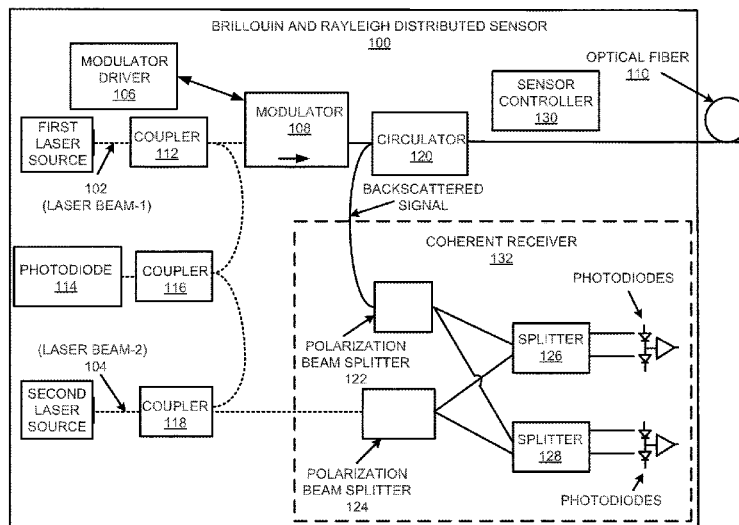 BRILLOUIN AND RAYLEIGH DISTRIBUTED SENSOR
100
OPTICAL FIBER
110
MODULATOR
DRIVER
106
MODULATOR
108
SENSOR
CONTROLLER
130
FIRST
LASER
SOURCE
COUPLER
112
CIRCULATOR
120
102
(LASER BEAM-1)
BACKSCATTERED
SIGNAL
COHERENT RECEIVER
132
PHOTODIODE
114
COUPLER
116
PHOTODIODES
POLARIZATION
BEAM SPLITTER
122
SPLITTER
126
(LASER BEAM-2)
104
SECOND
LASER
SOURCE
COUPLER
118
SPLITTER
128
POLARIZATION
BEAM SPLITTER
124
PHOTODIODES